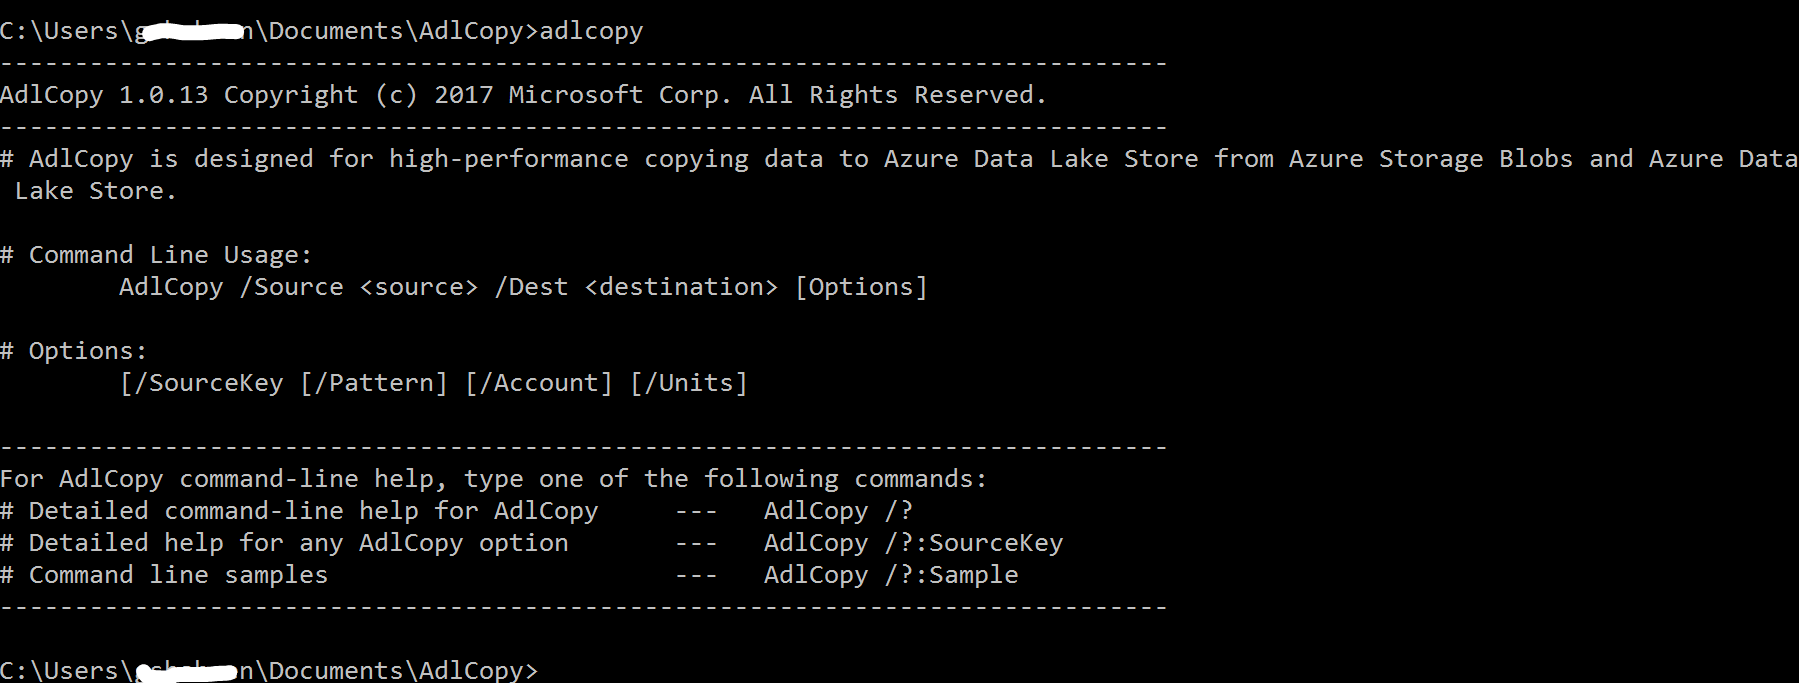 C:\Users\g n\Documents\AdlCopy>adlcopy
------------------------------------------------------------------------------
AdlCopy 1.0.13 Copyright (c) 2017 Microsoft Corp. All Rights Reserved.
------------------------------------------------------------------------------
# AdlCopy is designed for high-performance copying data to Azure Data Lake Store from Azure Storage Blobs and Azure Data
 Lake Store.

# Command Line Usage:
        AdlCopy /Source <source> /Dest <destination> [Options]

# Options:
        [/SourceKey [/Pattern] [/Account] [/Units]

------------------------------------------------------------------------------
For AdlCopy command-line help, type one of the following commands:
# Detailed command-line help for AdlCopy     ---   AdlCopy /?
# Detailed help for any AdlCopy option       ---   AdlCopy /?:SourceKey
# Command line samples                       ---   AdlCopy /?:Sample
------------------------------------------------------------------------------

C:\Users\ n\Documents\AdlCopy>